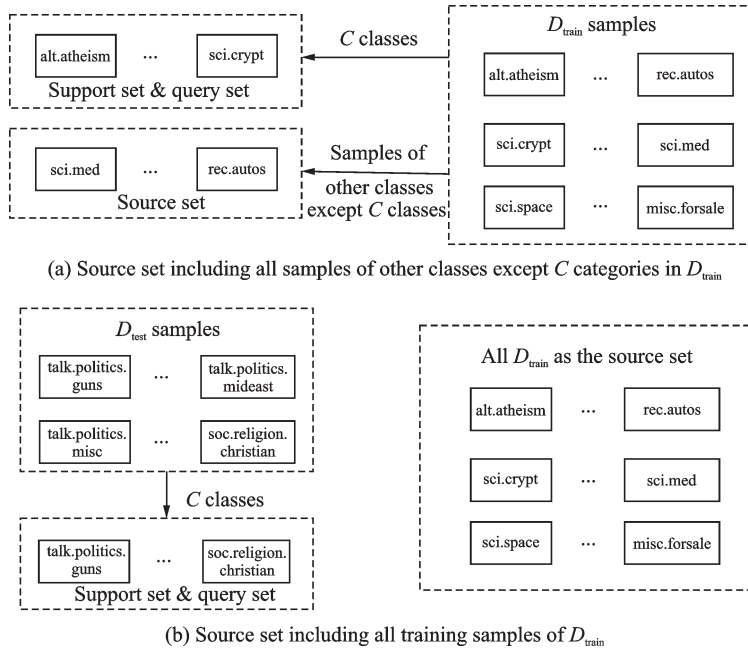 alt.atheism ... sci.crypt
Support set & query set
sci.med ... rec.autos
Source set
C classes
Samples of
other classes
except C classes
D_train samples
alt.atheism ... rec.autos
sci.crypt ... sci.med
sci.space ... misc.forsale
(a) Source set including all samples of other classes except C categories in D_train
D_test samples
talk.politics. ... talk.politics.
guns mideast
talk.politics. ... soc.religion.
misc christian
C classes
talk.politics. ... soc.religion.
guns christian
Support set & query set
All D_train as the source set
alt.atheism ... rec.autos
sci.crypt ... sci.med
sci.space ... misc.forsale
(b) Source set including all training samples of D_train